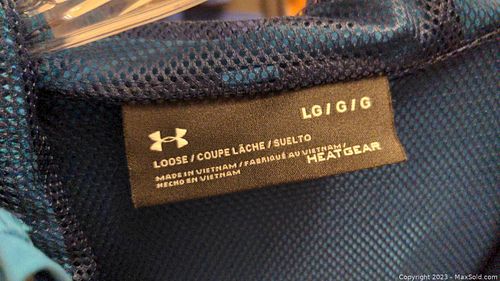 LG/G/G
LOOSE / COUPE LÂCHE / SUELTO
MADE IN VIETNAM / FABRIQUÉ AU VIETNAM /
HECHO EN VIETNAM
HEATGEAR
Copyright 2023 - MaxSold.com